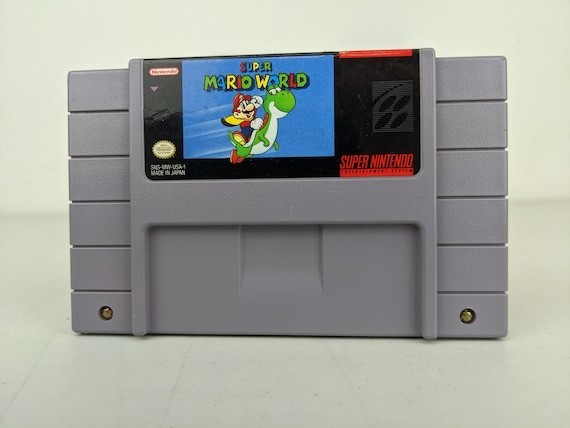 Nintendo
SUPER
MARIO WORLD
SNS-MW-USA-1
MADE IN JAPAN
SUPER NINTENDO
ENTERTAINMENT SYSTEM